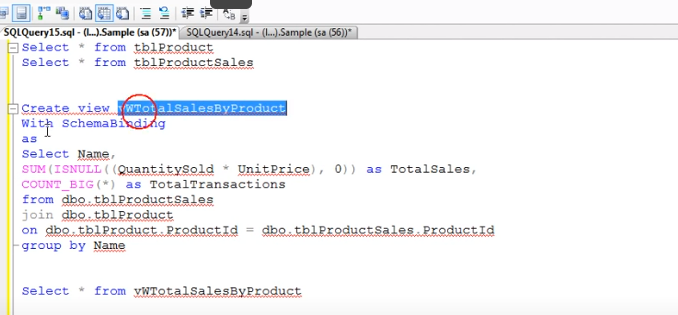 SQLQuery15.sql - (l...).Sample (sa (57))* SQLQuery14.sql - (l...).Sample (sa (56))*
Select * from tblProduct
Select * from tblProductSales
Create view vWTotalSalesByProduct
With SchemaBinding
as
Select Name,
SUM(ISNULL((QuantitySold * UnitPrice), 0)) as TotalSales,
COUNT_BIG(*) as TotalTransactions
from dbo.tblProductSales
join dbo.tblProduct
on dbo.tblProduct.ProductId = dbo.tblProductSales.ProductId
group by Name
Select * from vWTotalSalesByProduct